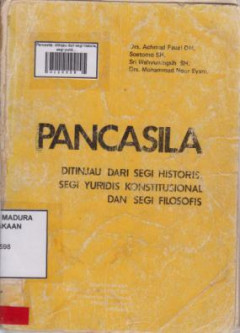 Drs. Achmad Fauzi DH,
Soetomo SH,
Sri Wahyuningsih SH,
Drs. Mohammad Noor Syam.
PANCASILA
DITINJAU DARI SEGI HISTORIS,
SEGI YURIDIS KONSTITUSIONAL
DAN SEGI FILOSOFIS
MADURA
KAAN